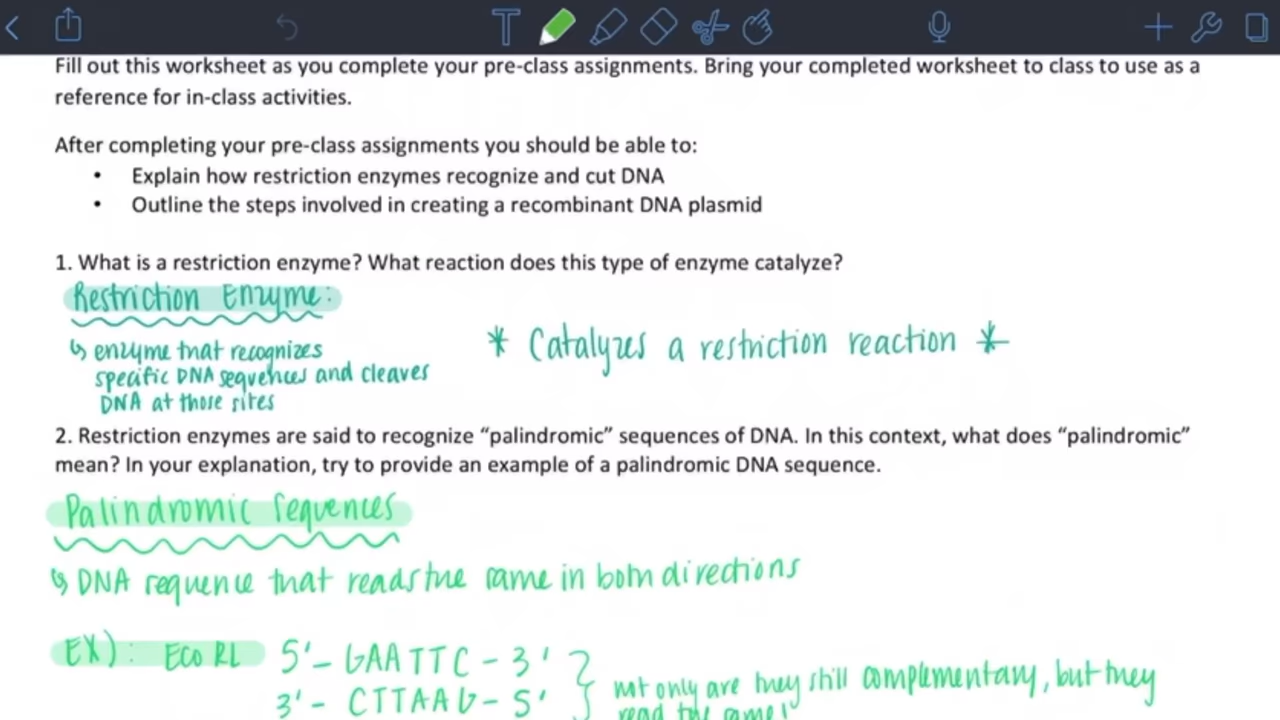 Fill out this worksheet as you complete your pre-class assignments. Bring your completed worksheet to class to use as a
reference for in-class activities.
After completing your pre-class assignments you should be able to:
• Explain how restriction enzymes recognize and cut DNA
• Outline the steps involved in creating a recombinant DNA plasmid
1. What is a restriction enzyme? What reaction does this type of enzyme catalyze?
Restriction Enzyme:
↳ enzyme that recognizes
specific DNA sequences and cleaves
DNA at those sites
* Catalyzes a restriction reaction *
2. Restriction enzymes are said to recognize “palindromic” sequences of DNA. In this context, what does “palindromic”
mean? In your explanation, try to provide an example of a palindromic DNA sequence.
Palindromic Sequences
↳ DNA sequence that reads the same in both directions
EX): Eco RI 5'- GAATTC - 3'
3' - CTTAAG - 5'
not only are they still complementary, but they
read the same!